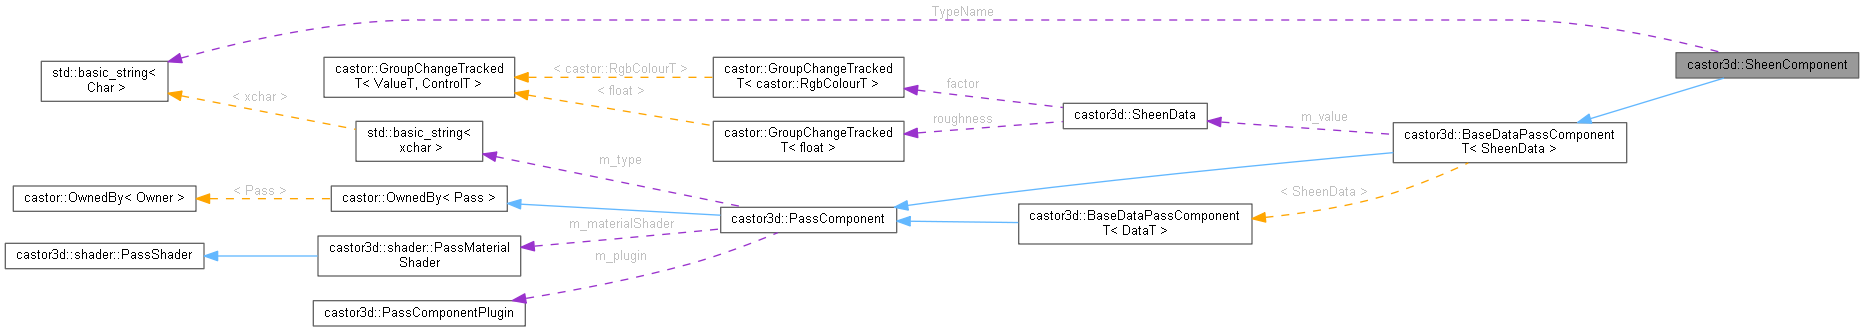 TypeName
castor3d::SheenComponent
std::basic_string<
Char >
castor::GroupChangeTracked
T< ValueT, ControlT >
< castor::RgbColourT >
castor::GroupChangeTracked
T< castor::RgbColourT >
factor
< xchar >
< float >
castor3d::SheenData
m_value
roughness
std::basic_string<
xchar >
castor::GroupChangeTracked
T< float >
castor3d::BaseDataPassComponent
T< SheenData >
m_type
castor::OwnedBy< Owner >
< Pass >
castor::OwnedBy< Pass >
< SheenData >
castor3d::PassComponent
castor3d::BaseDataPassComponent
T< DataT >
m_materialShader
castor3d::shader::PassShader
castor3d::shader::PassMaterial
Shader
m_plugin
castor3d::PassComponentPlugin